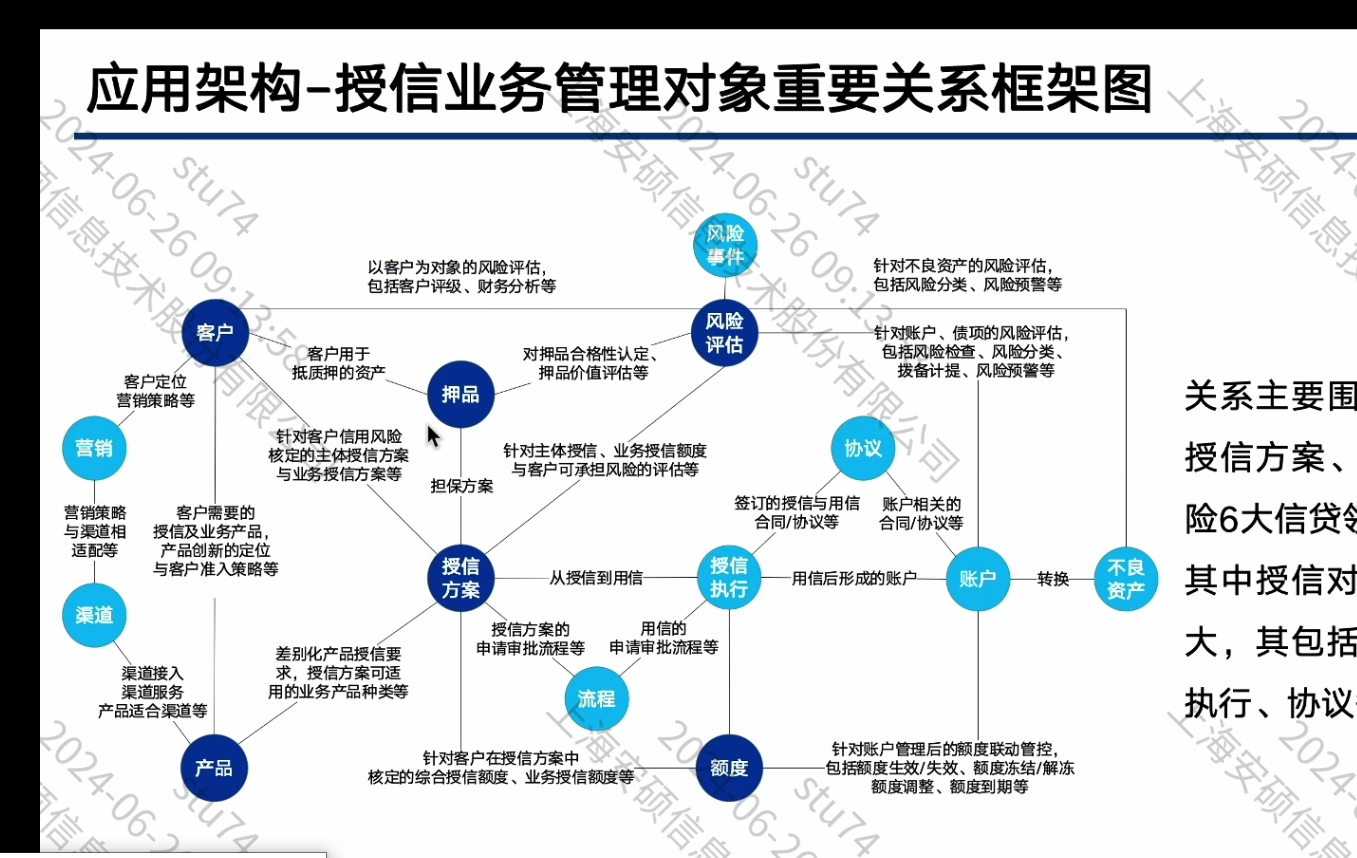 应用架构-授信业务管理对象重要关系框架图
风险
事件
以客户为对象的风险评估，
包括客户评级、财务分析等
针对不良资产的风险评估，
包括风险分类、风险预警等
客户
风险
评估
客户用于
抵质押的资产
对押品合格性认定、
押品价值评估等
针对账户、债项的风险评估，
包括风险检查、风险分类、
拨备计提、风险预警等
押品
客户定位
营销策略等
营销
针对客户信用风险
核定的主体授信方案
与业务授信方案等
针对主体授信、业务授信额度
与客户可承担风险的评估等
协议
担保方案
营销策略
与渠道相
适配等
客户需要的
授信及业务产品，
产品创新的定位
与客户准入策略等
签订的授信与用信
合同/协议等
账户相关的
合同/协议等
授信
方案
从授信到用信
授信
执行
用信后形成的账户
账户
转换
不良
资产
渠道
授信方案的
申请审批流程等
用信的
申请审批流程等
差别化产品授信要
求，授信方案可适
用的业务产品种类等
渠道接入
渠道服务
产品适合渠道等
流程
产品
针对客户在授信方案中
核定的综合授信额度、业务授信额度等
额度
针对账户管理后的额度联动管控，
包括额度生效/失效、额度冻结/解冻
额度调整、额度到期等
关系主要围
授信方案、
险6大信贷领
其中授信对
大，其包括
执行、协议
上海安硕信息技术股份有限公司
2024-06-26 09:13:58
stu74